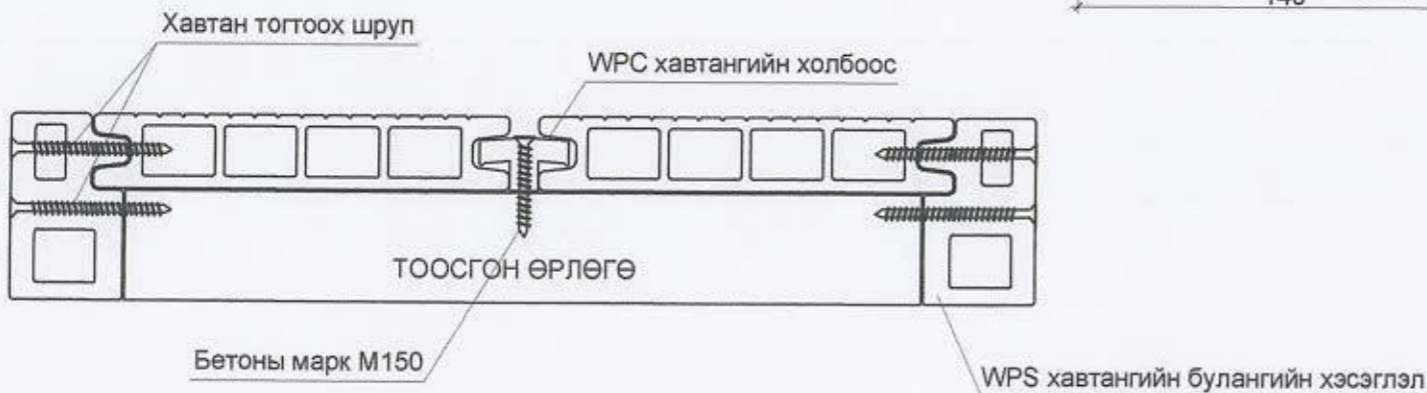 Хавтан тогтоох шруп
WPC хавтангийн холбоос
ТООСГОН ӨРЛӨГӨ
Бетоны марк М150
WPS хавтангийн булангийн хэсэглэл